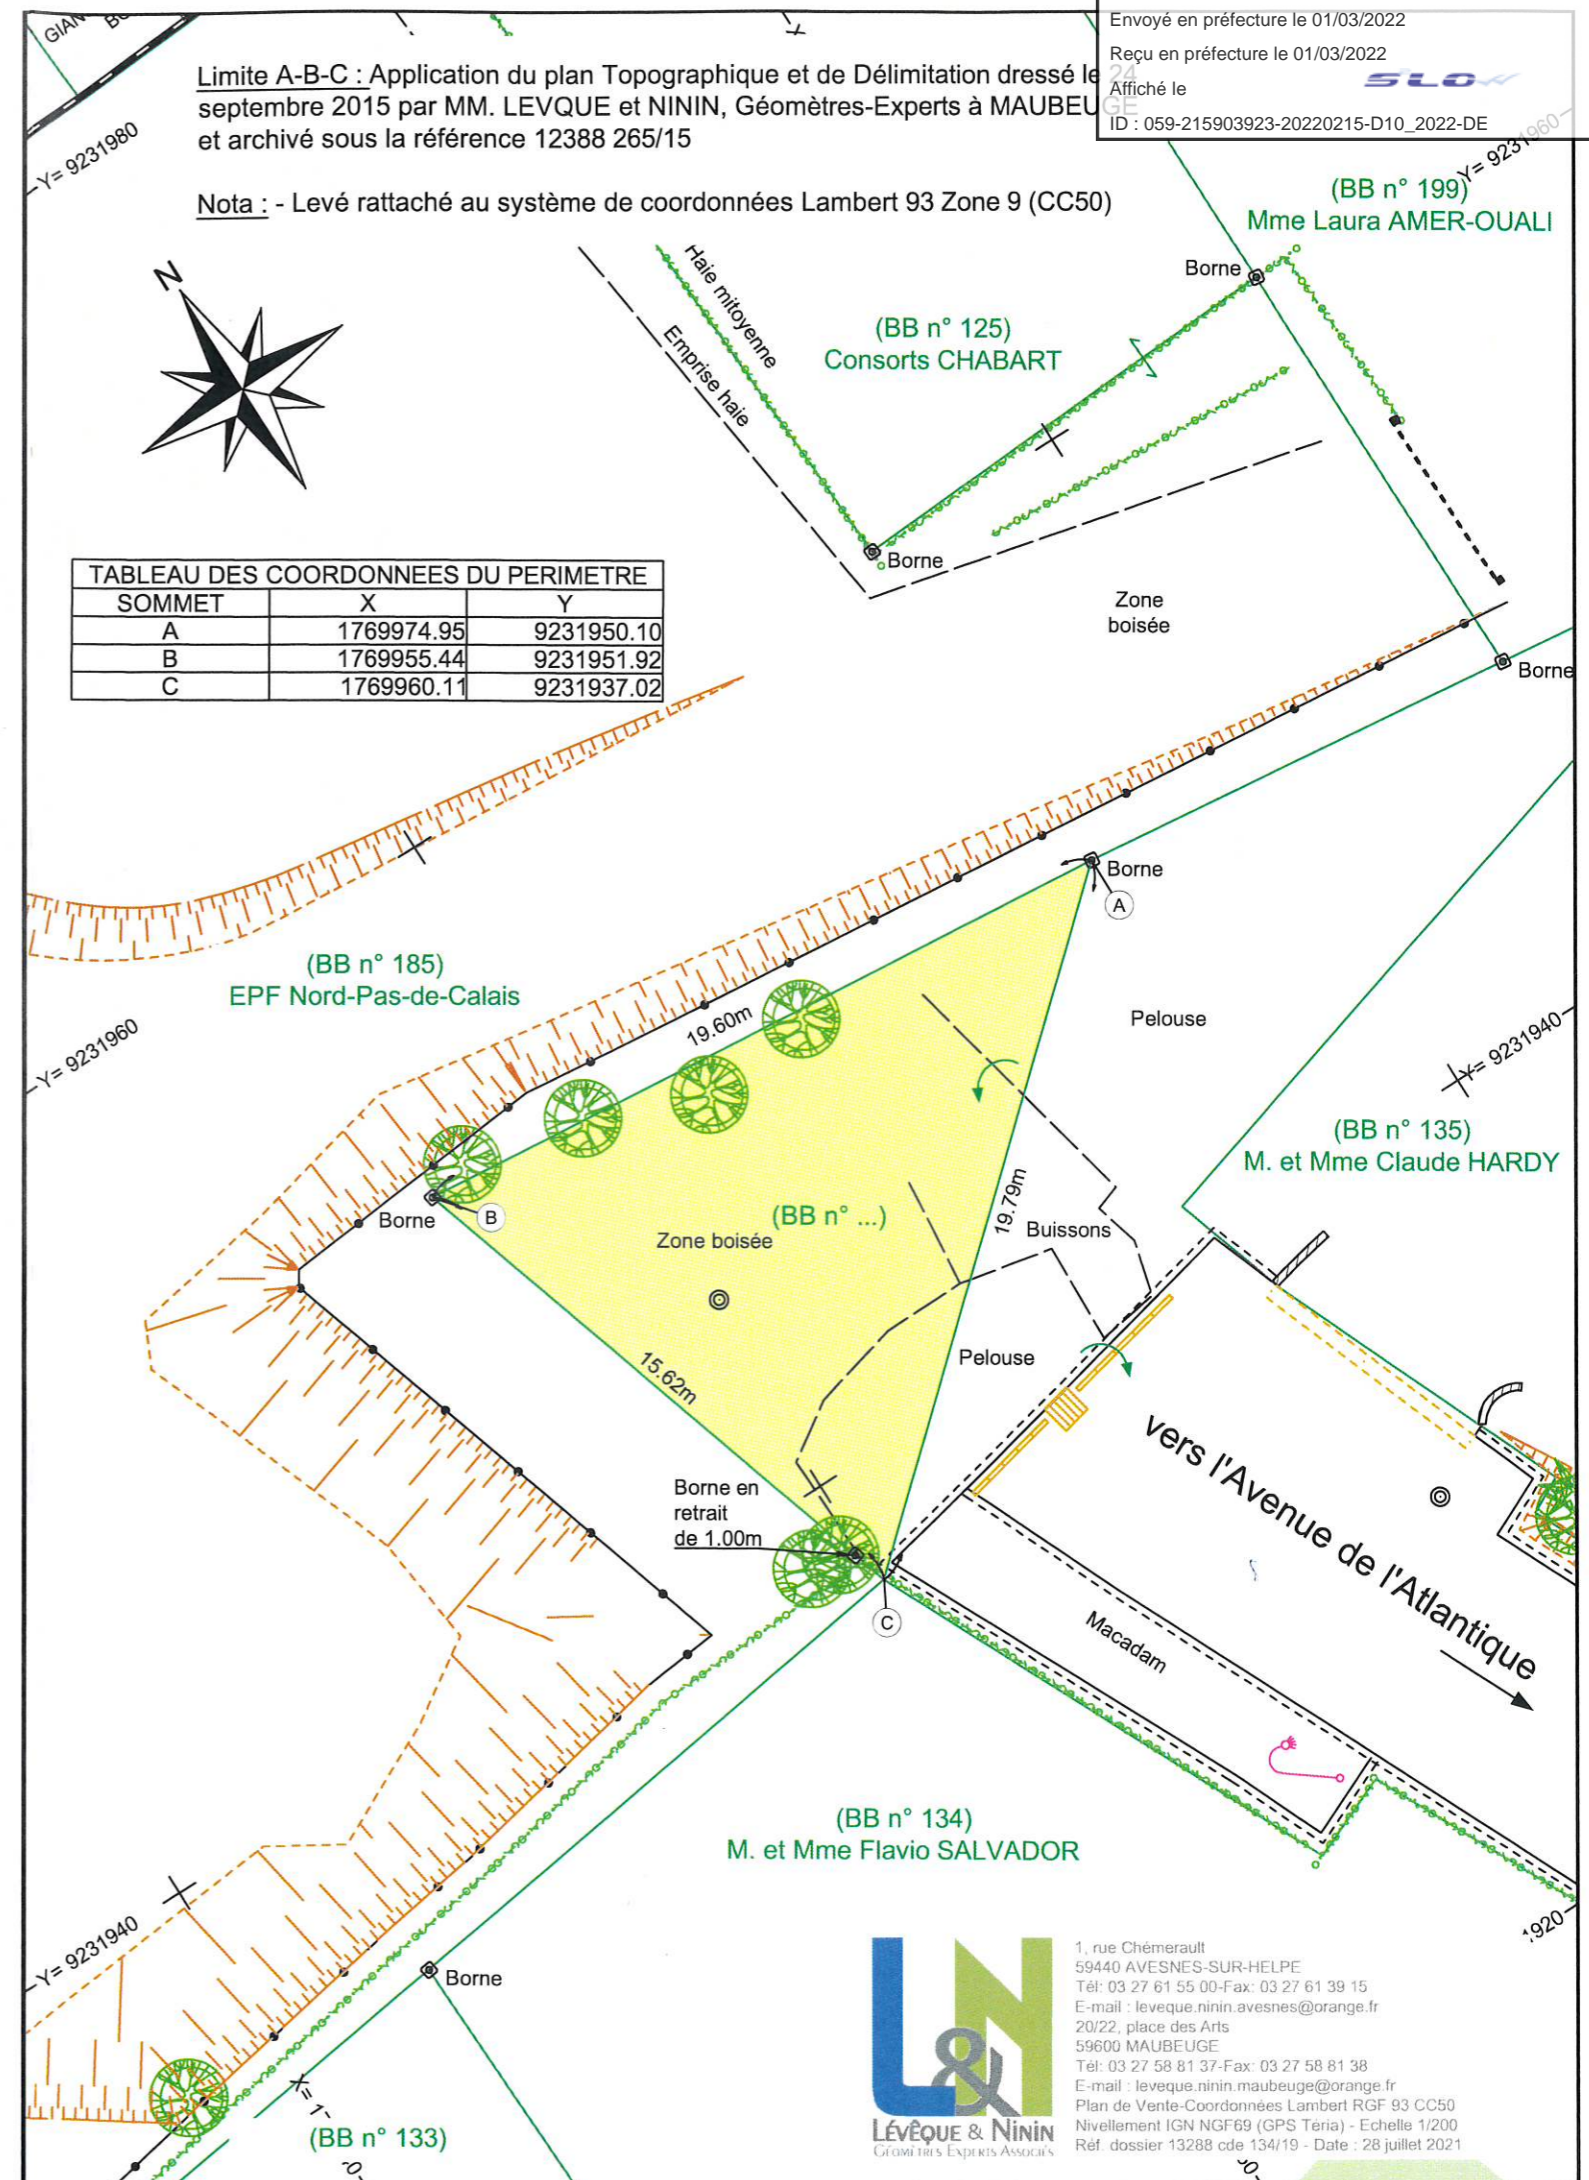 Envoyé en préfecture le 01/03/2022
Reçu en préfecture le 01/03/2022
Affiché le
SLO
ID : 059-215903923-20220215-D10_2022-DE
GIAN
Limite A-B-C : Application du plan Topographique et de Délimitation dressé le 24
septembre 2015 par MM. LEVQUE et NININ, Géomètres-Experts à MAUBEUGE
et archivé sous la référence 12388 265/15
Y= 9231980
Y= 9231960
Nota : - Levé rattaché au système de coordonnées Lambert 93 Zone 9 (CC50)
(BB n° 199)
Mme Laura AMER-OUALI
N
Haie mitoyenne
Emprise haie
Borne
(BB n° 125)
Consorts CHABART
Borne
Zone
boisée
Borne
TABLEAU DES COORDONNEES DU PERIMETRE
SOMMET X Y
A 1769974.95 9231950.10
B 1769955.44 9231951.92
C 1769960.11 9231937.02
Borne
A
(BB n° 185)
EPF Nord-Pas-de-Calais
19.60m
Pelouse
Y= 9231960
Y= 9231940
(BB n° 135)
M. et Mme Claude HARDY
Borne
B
(BB n° ...)
Zone boisée
19.79m
Buissons
15.62m
Pelouse
vers l'Avenue de l'Atlantique
Borne en
retrait
de 1.00m
C
Macadam
(BB n° 134)
M. et Mme Flavio SALVADOR
Y= 9231940
1920
Borne
X= 1
(BB n° 133)
L&N
LÉVÊQUE & NININ
GÉOMÈTRES EXPERTS ASSOCIÉS
1, rue Chémerault
59440 AVESNES-SUR-HELPE
Tél: 03 27 61 55 00-Fax: 03 27 61 39 15
E-mail : leveque.ninin.avesnes@orange.fr
20/22, place des Arts
59600 MAUBEUGE
Tél: 03 27 58 81 37-Fax: 03 27 58 81 38
E-mail : leveque.ninin.maubeuge@orange.fr
Plan de Vente-Coordonnées Lambert RGF 93 CC50
Nivellement IGN NGF69 (GPS Téria) - Echelle 1/200
Réf. dossier 13288 cde 134/19 - Date : 28 juillet 2021